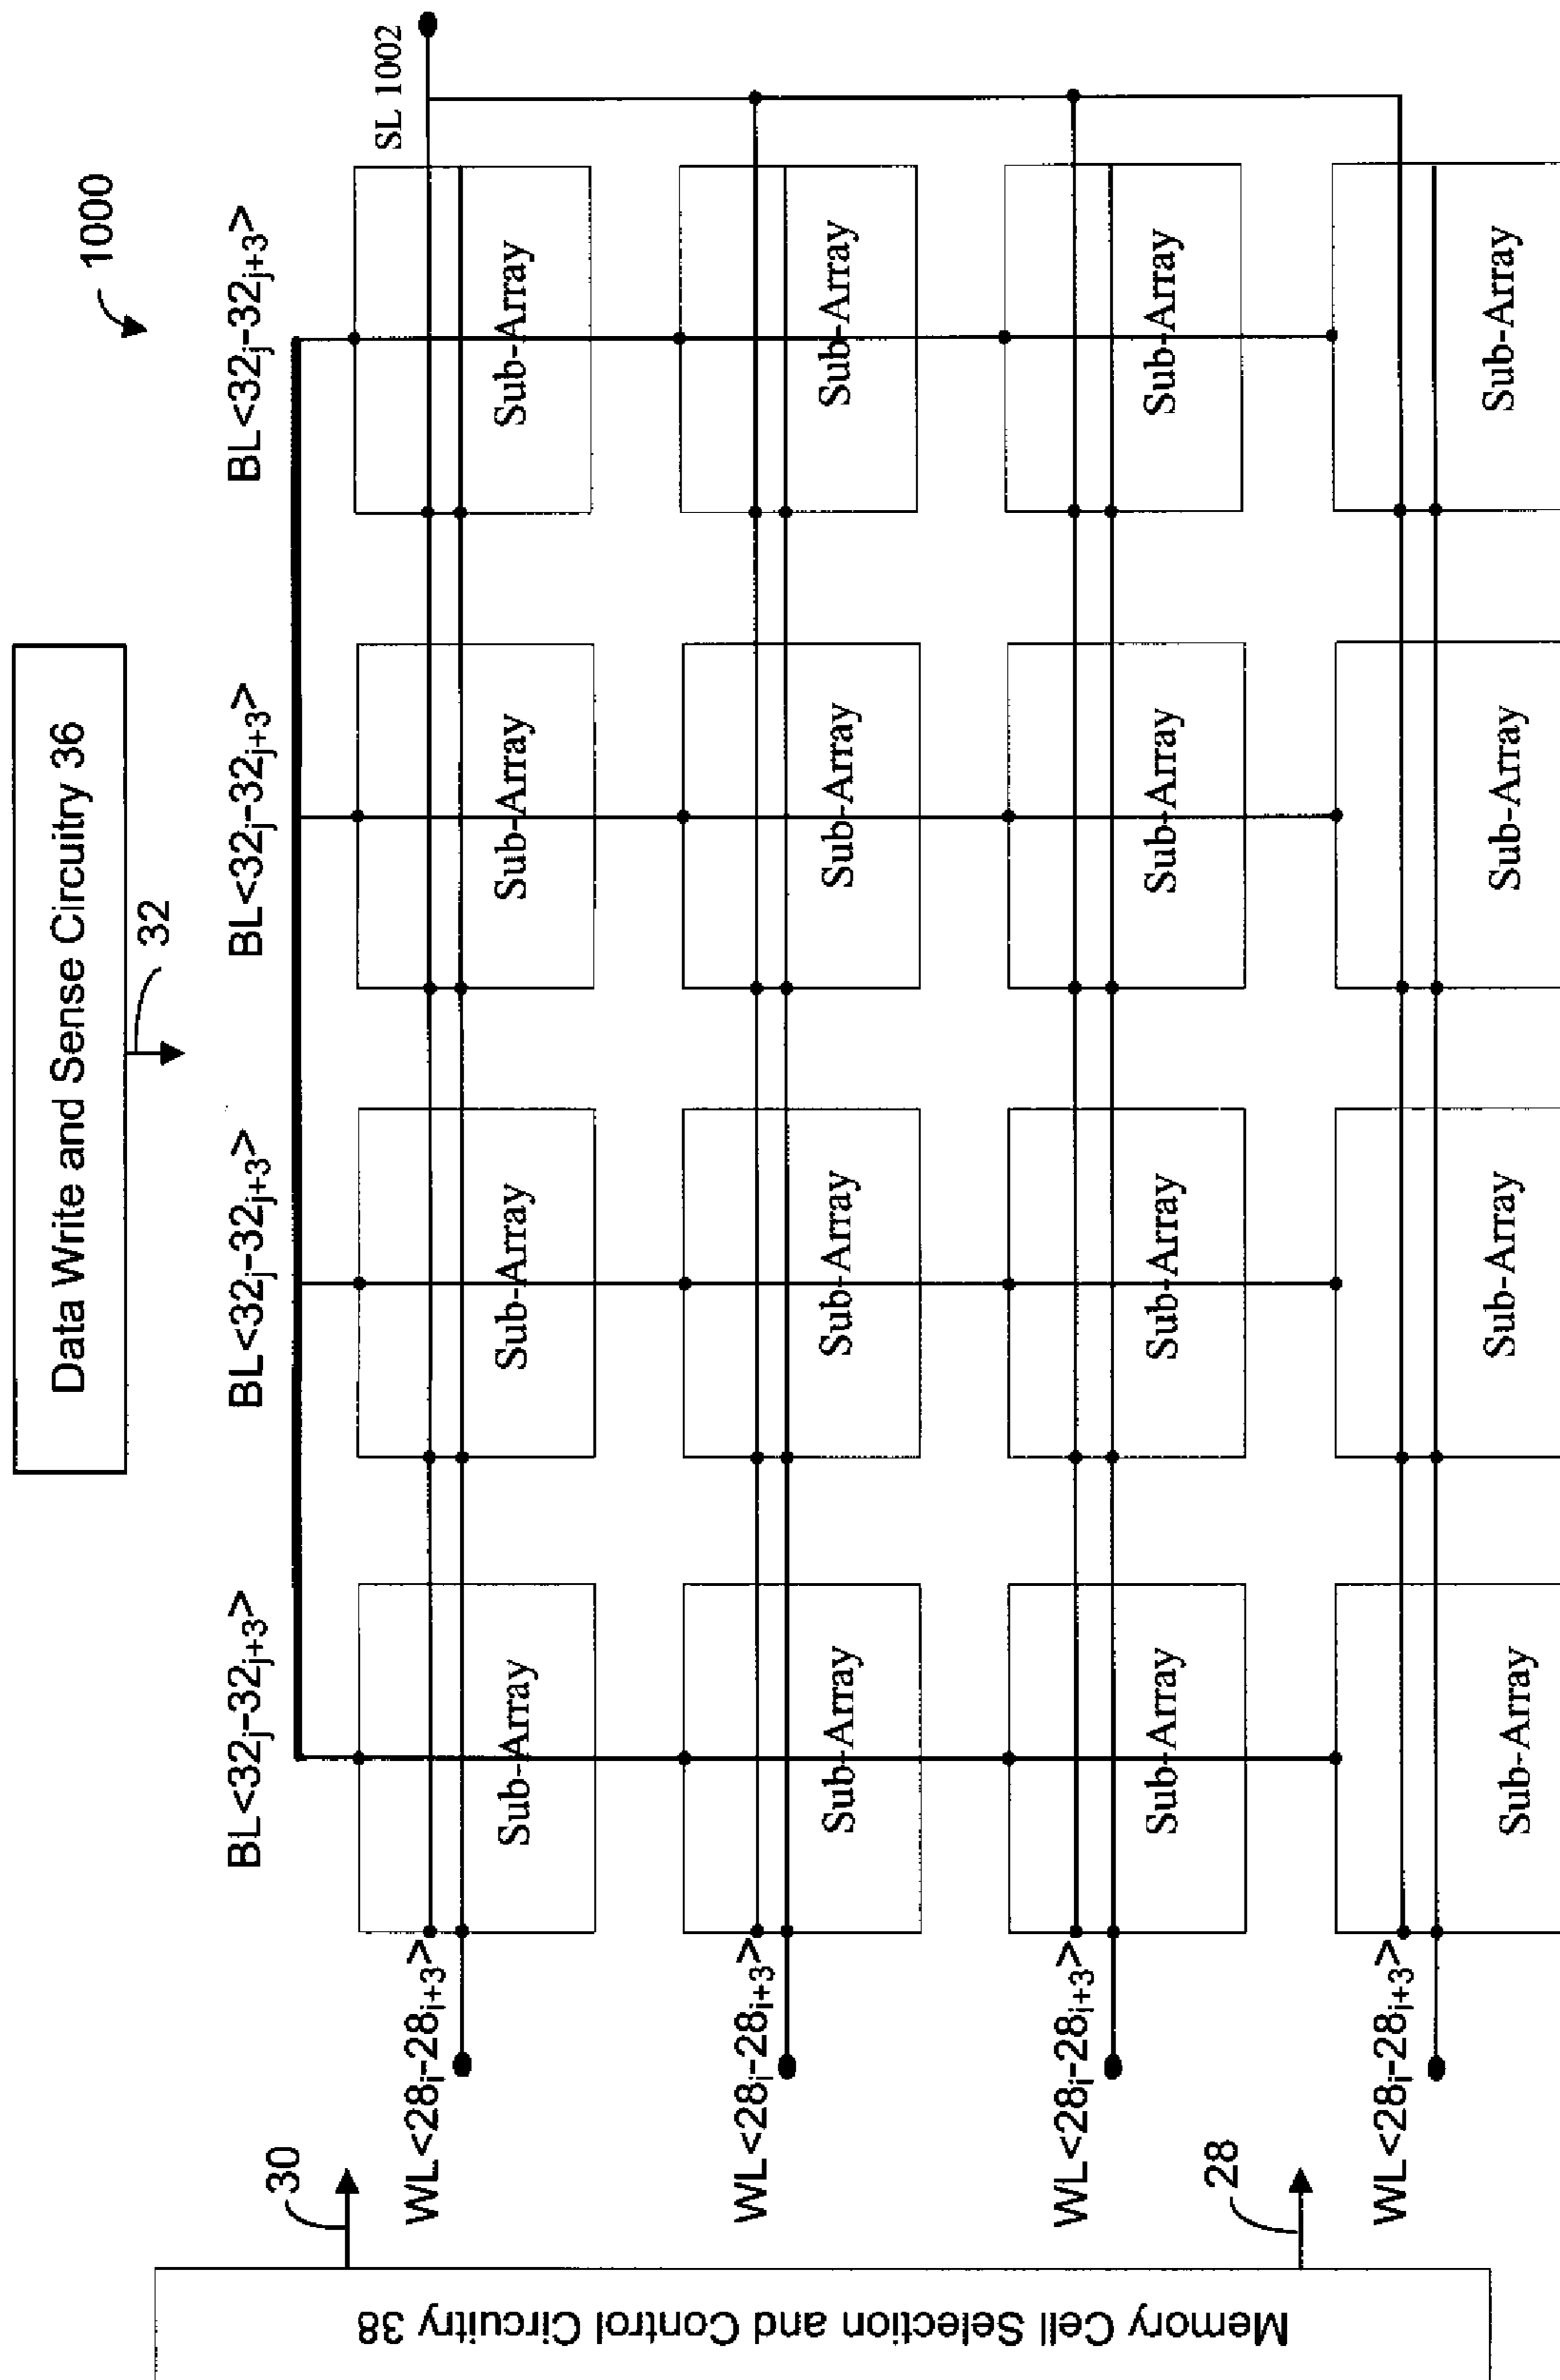 Data Write and Sense Circuitry 36
32
1000
BL<32j-32j+3>
BL<32j-32j+3>
BL<32j-32j+3>
BL<32j-32j+3>
SL 1002
30
WL<28i-28i+3>
Sub-Array
Sub-Array
Sub-Array
Sub-Array
WL<28i-28i+3>
Sub-Array
Sub-Array
Sub-Array
Sub-Array
WL<28i-28i+3>
Sub-Array
Sub-Array
Sub-Array
Sub-Array
28
WL<28i-28i+3>
Sub-Array
Sub-Array
Sub-Array
Sub-Array
Memory Cell Selection and Control Circuitry 38